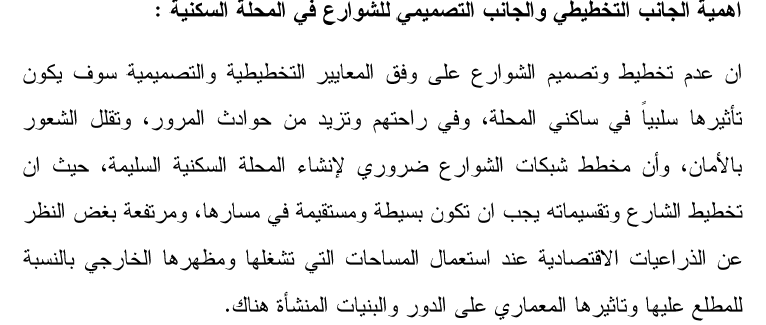 اهمية الجانب التخطيطي والجانب التصميمي للشوارع في المحلة السكنية :
ان عدم تخطيط وتصميم الشوارع على وفق المعايير التخطيطية والتصميمية سوف يكون
تأثيرها سلبياً في ساكني المحلة، وفي راحتهم وتزيد من حوادث المرور، وتقلل الشعور
بالأمان، وأن مخطط شبكات الشوارع ضروري لإنشاء المحلة السكنية السليمة، حيث ان
تخطيط الشارع وتقسيماته يجب ان تكون بسيطة ومستقيمة في مسارها، ومرتفعة بغض النظر
عن الذراعيات الاقتصادية عند استعمال المساحات التي تشغلها ومظهرها الخارجي بالنسبة
للمطلع عليها وتاثيرها المعماري على الدور والبنيات المنشأة هناك.